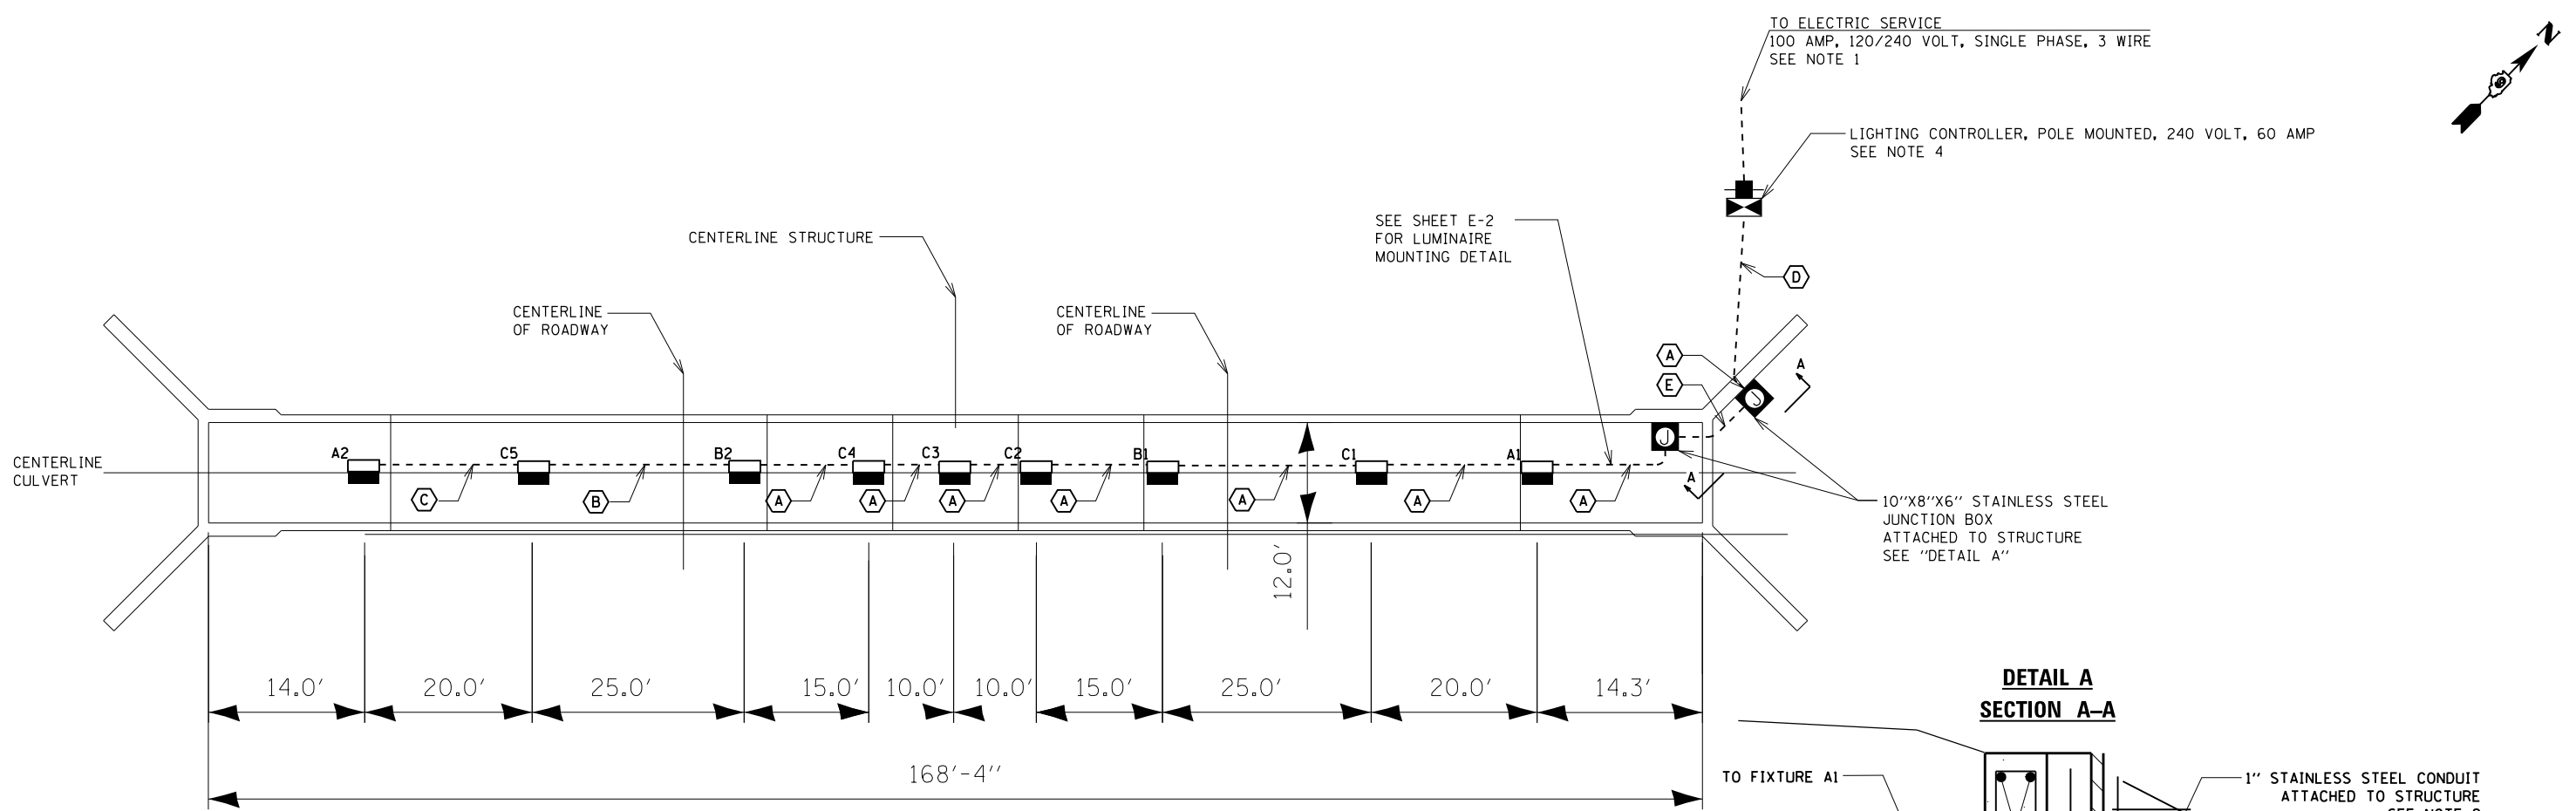 TO ELECTRIC SERVICE
100 AMP, 120/240 VOLT, SINGLE PHASE, 3 WIRE
SEE NOTE 1
N
LIGHTING CONTROLLER, POLE MOUNTED, 240 VOLT, 60 AMP
SEE NOTE 4
SEE SHEET E-2
FOR LUMINAIRE
MOUNTING DETAIL
CENTERLINE STRUCTURE
D
CENTERLINE
OF ROADWAY
CENTERLINE
OF ROADWAY
A
E
A
J
J
A2
C5
B2
C4
C3
C2
B1
C1
A1
CENTERLINE
CULVERT
C
B
A
A
A
A
A
A
A
A
10"X8"X6" STAINLESS STEEL
JUNCTION BOX
ATTACHED TO STRUCTURE
SEE "DETAIL A"
12.0'
14.0'
20.0'
25.0'
15.0'
10.0'
10.0'
15.0'
25.0'
20.0'
14.3'
168'-4"
DETAIL A
SECTION A-A
TO FIXTURE A1
1" STAINLESS STEEL CONDUIT
ATTACHED TO STRUCTURE